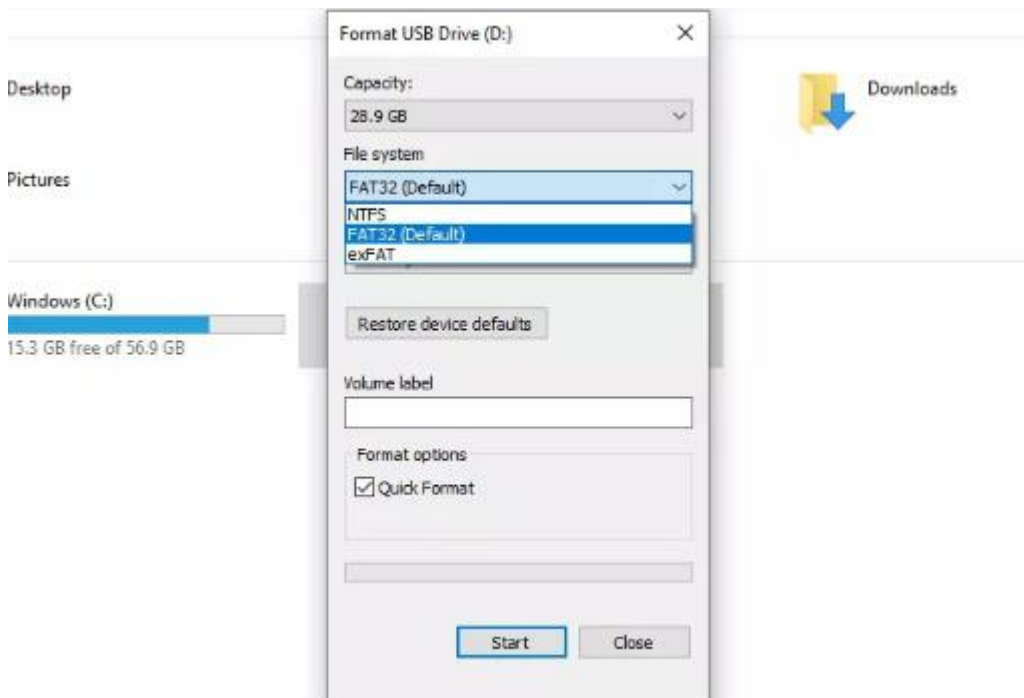 Format USB Drive (D:)
Capacity:
28.9 GB
File system
FAT32 (Default)
NTFS
FAT32 (Default)
exFAT
Restore device defaults
Volume label
Format options
Quick Format
Start
Close
Desktop
Pictures
Windows (C:)
15.3 GB free of 56.9 GB
Downloads